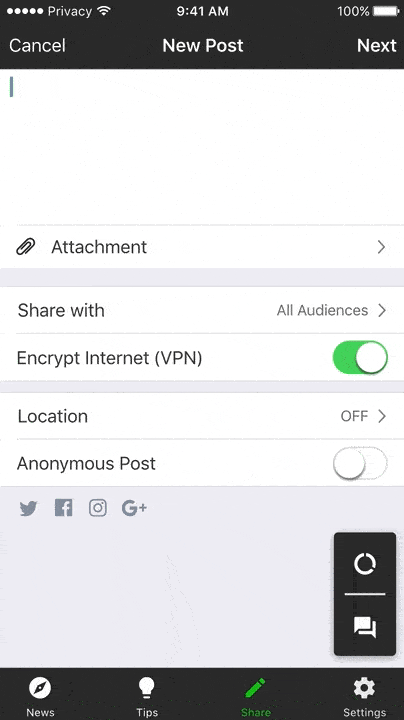 Privacy 9:41 AM 100%
Cancel New Post Next
Attachment
Share with All Audiences
Encrypt Internet (VPN)
Location OFF
Anonymous Post
G+
News Tips Share Settings